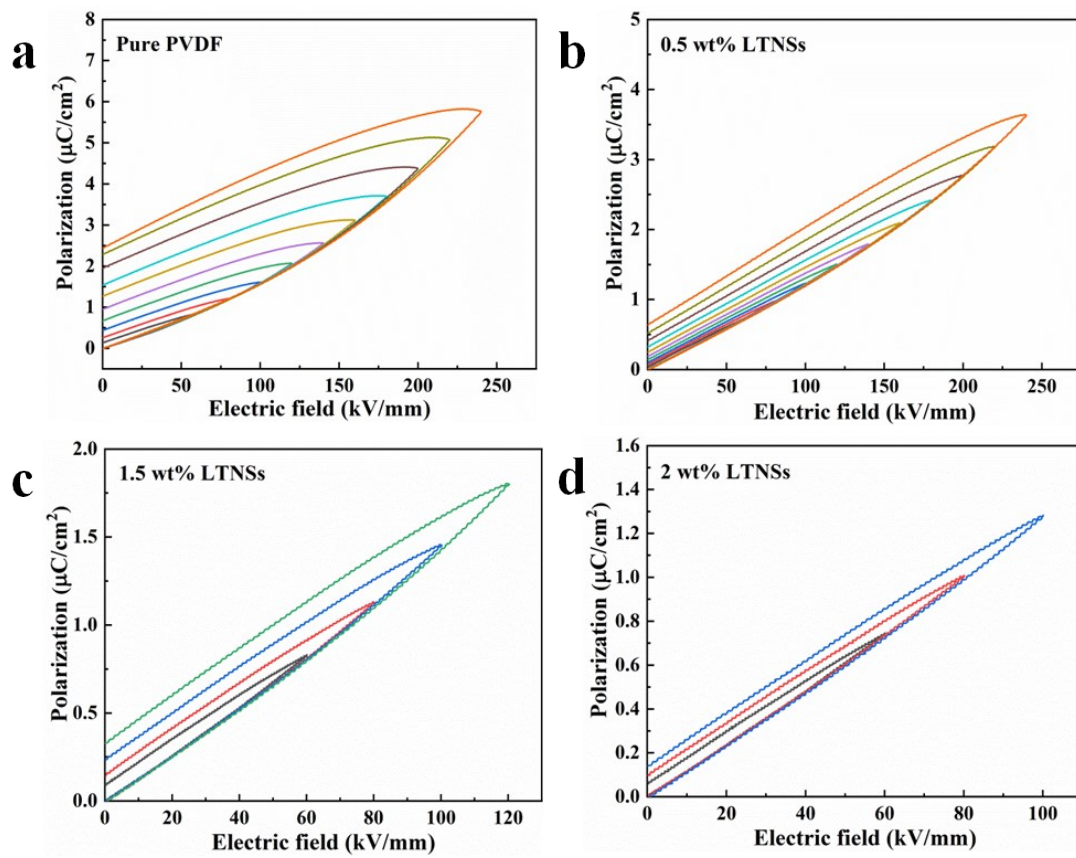 a
Pure PVDF
8
7
6
5
4
3
2
1
0
Polarization (μC/cm²)
0 50 100 150 200 250
Electric field (kV/mm)
b
0.5 wt% LTNSs
5
4
3
2
1
0
Polarization (μC/cm²)
0 50 100 150 200 250
Electric field (kV/mm)
c
1.5 wt% LTNSs
2.0
1.5
1.0
0.5
0.0
Polarization (μC/cm²)
0 20 40 60 80 100 120
Electric field (kV/mm)
d
2 wt% LTNSs
1.6
1.4
1.2
1.0
0.8
0.6
0.4
0.2
0.0
Polarization (μC/cm²)
0 20 40 60 80 100
Electric field (kV/mm)